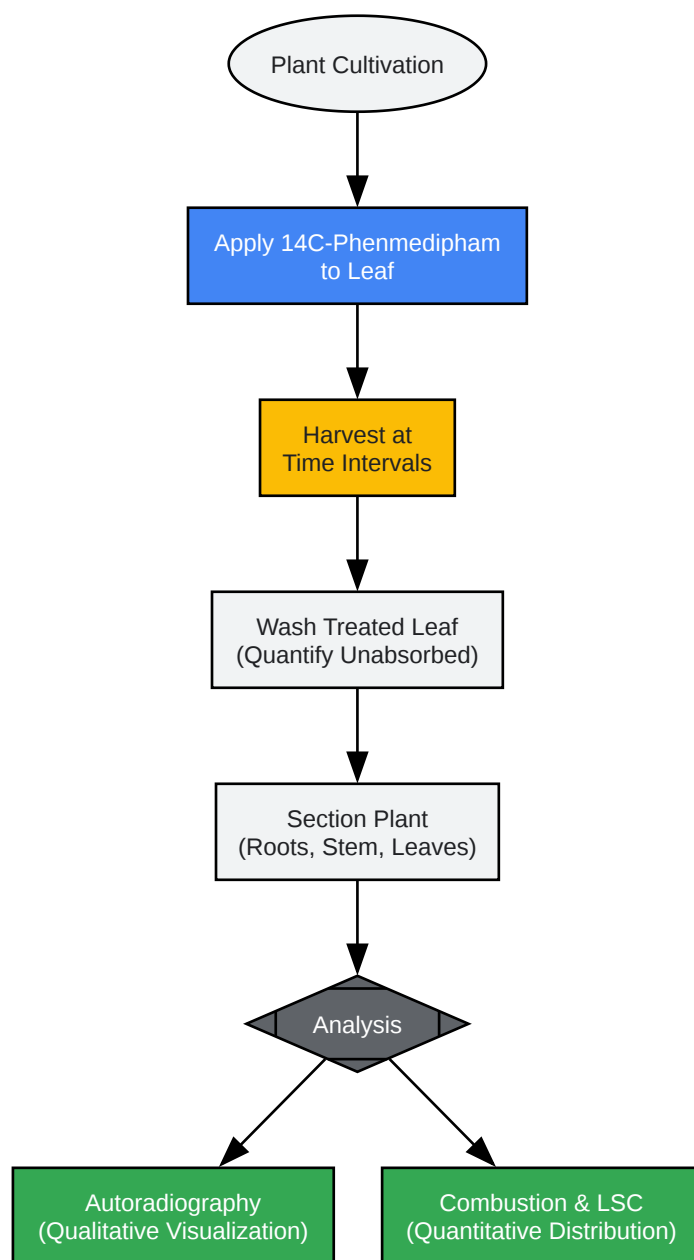 Plant Cultivation
Apply 14C-Phenmedipham
to Leaf
Harvest at
Time Intervals
Wash Treated Leaf
(Quantify Unabsorbed)
Section Plant
(Roots, Stem, Leaves)
Analysis
Autoradiography
(Qualitative Visualization)
Combustion & LSC
(Quantitative Distribution)